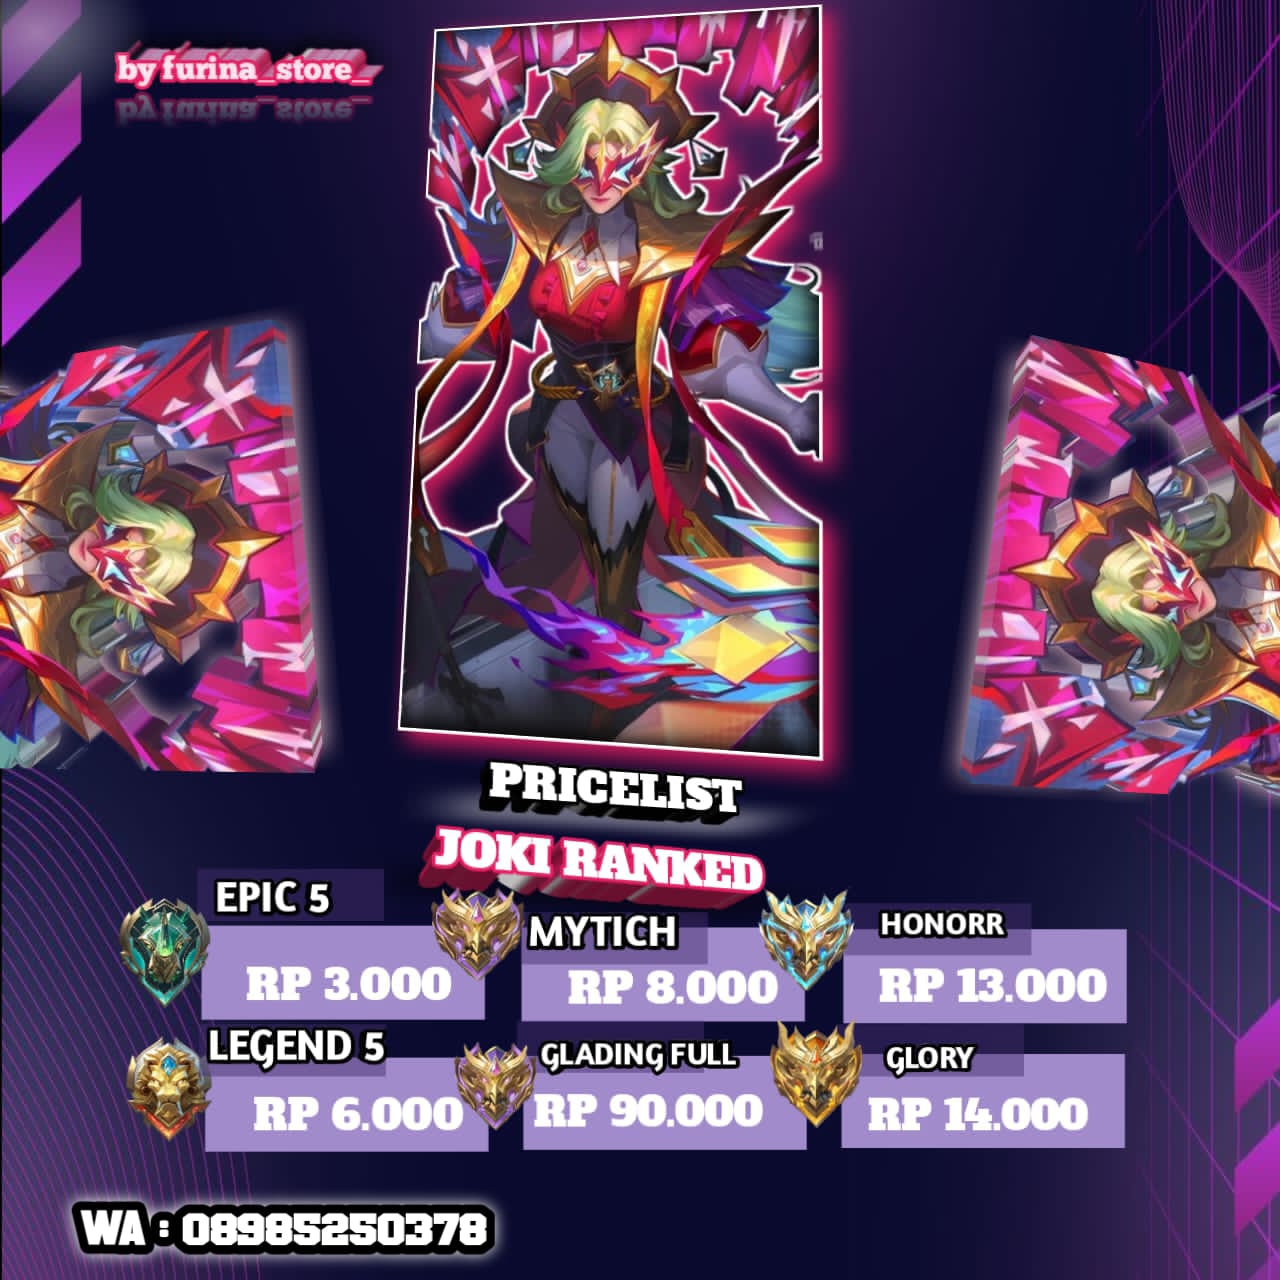 by furina_store_
PRICELIST
JOKI RANKED
EPIC 5
RP 3.000
MYTICH
RP 8.000
HONORR
RP 13.000
LEGEND 5
RP 6.000
GLADING FULL
RP 90.000
GLORY
RP 14.000
WA : 08985250378